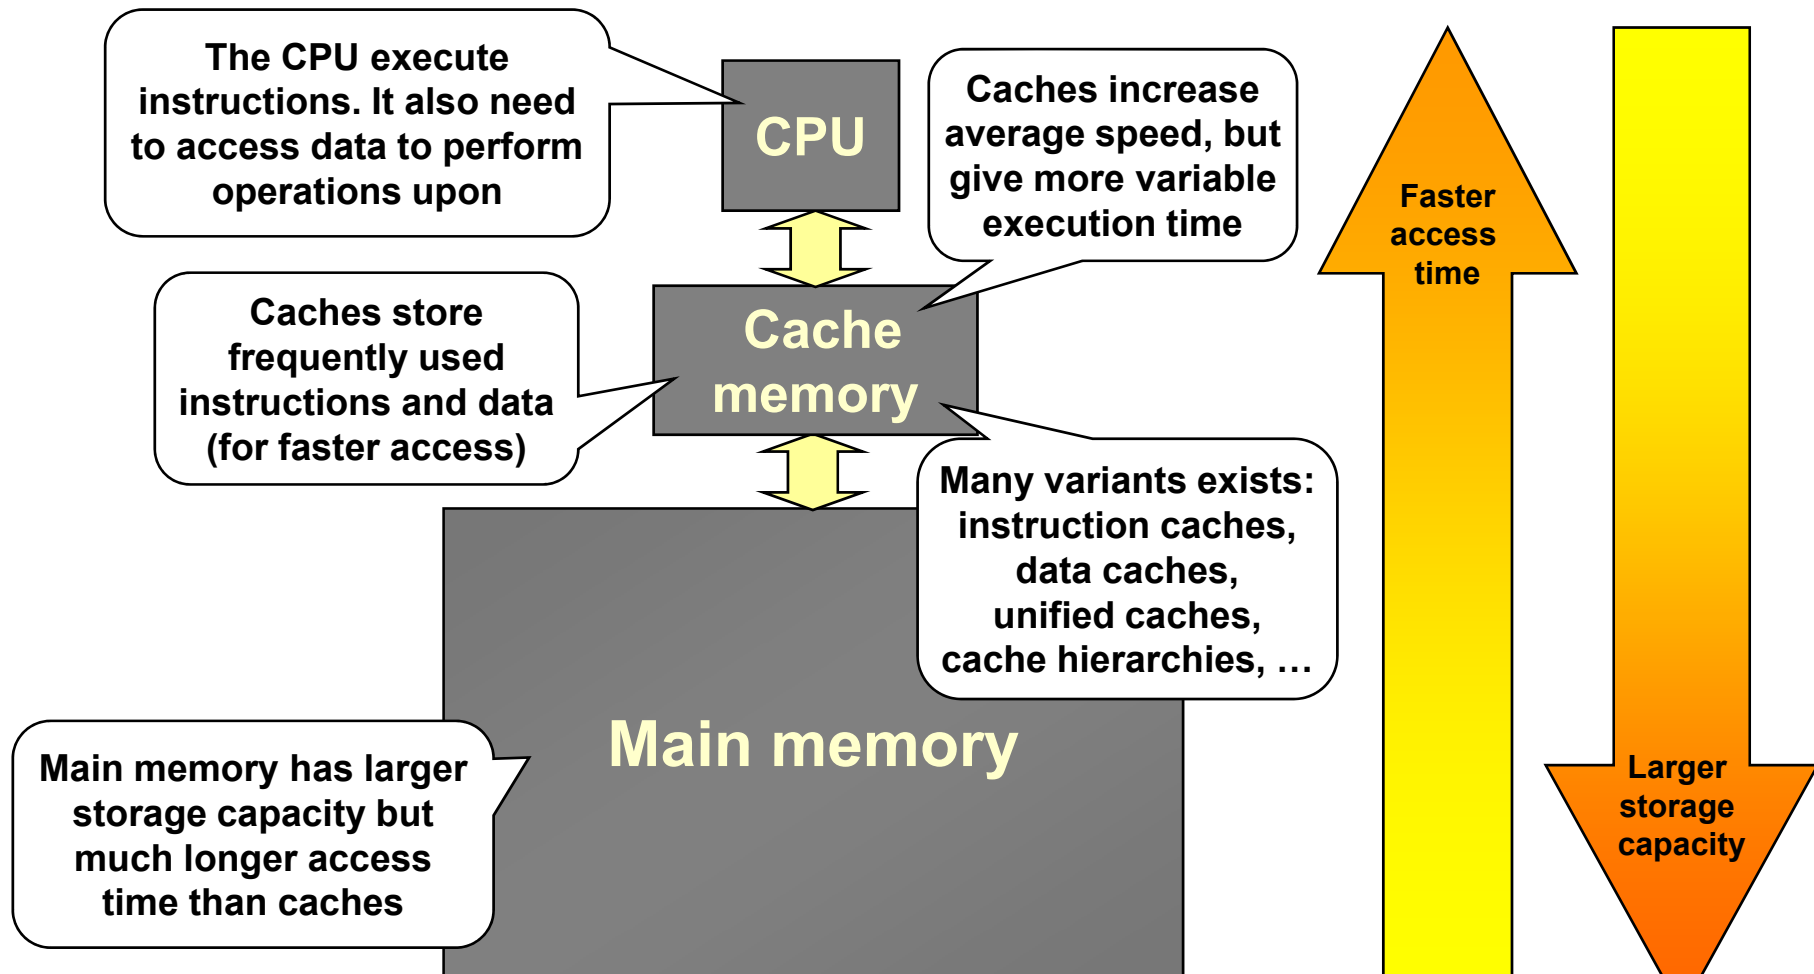 The CPU execute
instructions. It also need
to access data to perform
operations upon
CPU
Caches increase
average speed, but
give more variable
execution time
Faster
access
time
Caches store
frequently used
instructions and data
(for faster access)
Cache
memory
Many variants exists:
instruction caches,
data caches,
unified caches,
cache hierarchies, …
Main memory
Main memory has larger
storage capacity but
much longer access
time than caches
Larger
storage
capacity